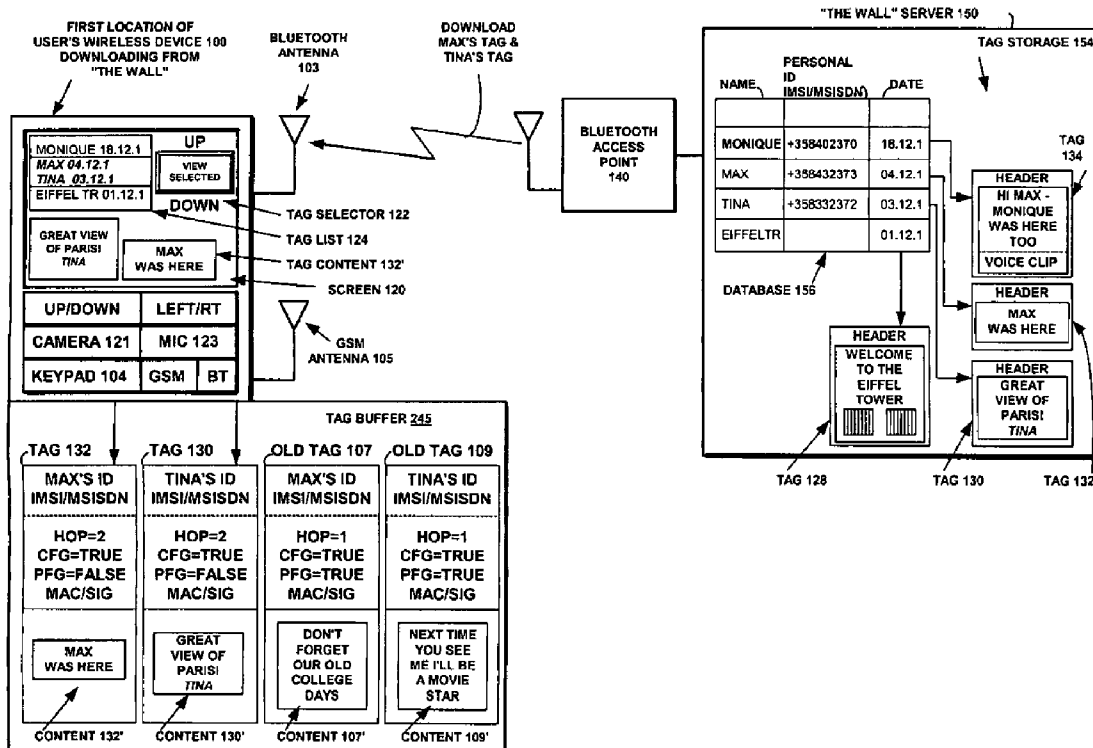 FIRST LOCATION OF
USER'S WIRELESS DEVICE 100
DOWNLOADING FROM
"THE WALL"
BLUETOOTH
ANTENNA
103
DOWNLOAD
MAX'S TAG &
TINA'S TAG
"THE WALL" SERVER 150
TAG STORAGE 154
MONIQUE 18.12.1
MAX 04.12.1
TINA 03.12.1
EIFFEL TR 01.12.1
UP
VIEW
SELECTED
DOWN
TAG SELECTOR 122
TAG LIST 124
GREAT VIEW
OF PARISI
TINA
MAX
WAS HERE
TAG CONTENT 132'
SCREEN 120
UP/DOWN
LEFT/RT
CAMERA 121
MIC 123
KEYPAD 104
GSM
BT
GSM
ANTENNA 105
BLUETOOTH
ACCESS
POINT
140
NAME
PERSONAL
ID
IMSI/MSISDN
DATE
MONIQUE +358402370 18.12.1
MAX +358432373 04.12.1
TINA +358332372 03.12.1
EIFFELTR 01.12.1
DATABASE 156
TAG
134
HEADER
HI MAX -
MONIQUE
WAS HERE
TOO
VOICE CLIP
HEADER
MAX
WAS HERE
HEADER
GREAT
VIEW OF
PARISI
TINA
HEADER
WELCOME
TO THE
EIFFEL
TOWER
TAG 128
TAG 130
TAG 132
TAG BUFFER 245
TAG 132
MAX'S ID
IMSI/MSISDN
HOP=2
CFG=TRUE
PFG=FALSE
MAC/SIG
MAX
WAS HERE
CONTENT 132'
TAG 130
TINA'S ID
IMSI/MSISDN
HOP=2
CFG=TRUE
PFG=FALSE
MAC/SIG
GREAT
VIEW OF
PARISI
TINA
CONTENT 130'
OLD TAG 107
MAX'S ID
IMSI/MSISDN
HOP=1
CFG=TRUE
PFG=TRUE
MAC/SIG
DON'T
FORGET
OUR OLD
COLLEGE
DAYS
CONTENT 107'
OLD TAG 109
TINA'S ID
IMSI/MSISDN
HOP=1
CFG=TRUE
PFG=TRUE
MAC/SIG
NEXT TIME
YOU SEE
ME I'LL BE
A MOVIE
STAR
CONTENT 109'